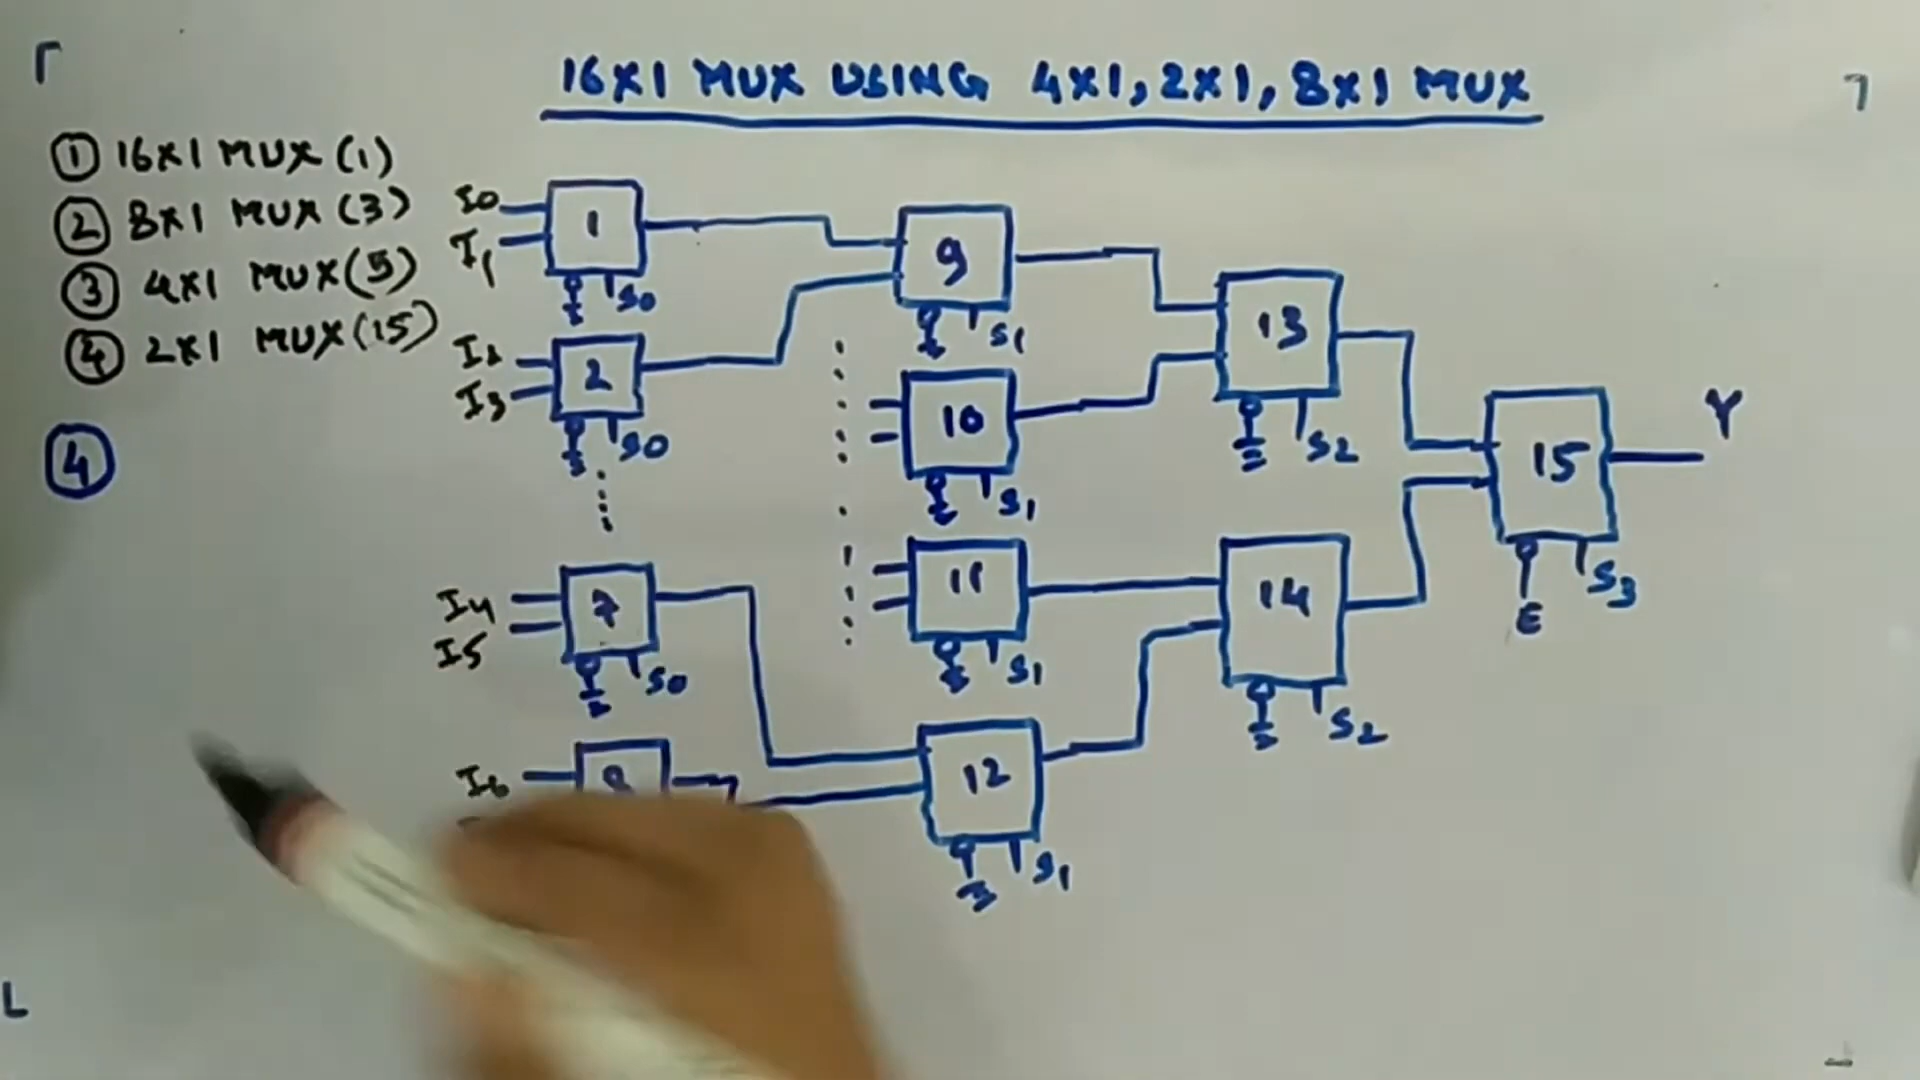 16X1 MUX USING 4X1, 2X1, 8X1 MUX
① 16X1 MUX (1)
② 8X1 MUX (3)
③ 4X1 MUX (5)
④ 2X1 MUX (15)
④
I0
I1
1
S0
I2
I3
2
S0
I4
I5
7
S0
I6
8
9
S1
10
S1
11
S1
12
S1
13
S2
14
S2
15
E
S3
Y